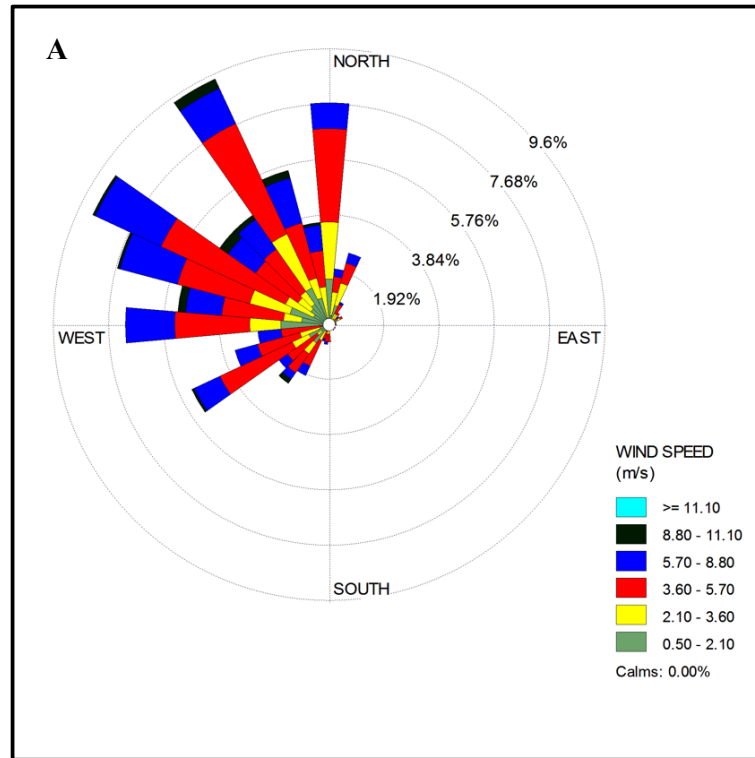 A
NORTH
9.6%
7.68%
5.76%
3.84%
1.92%
WEST
EAST
SOUTH
WIND SPEED
(m/s)
>= 11.10
8.80 - 11.10
5.70 - 8.80
3.60 - 5.70
2.10 - 3.60
0.50 - 2.10
Calms: 0.00%